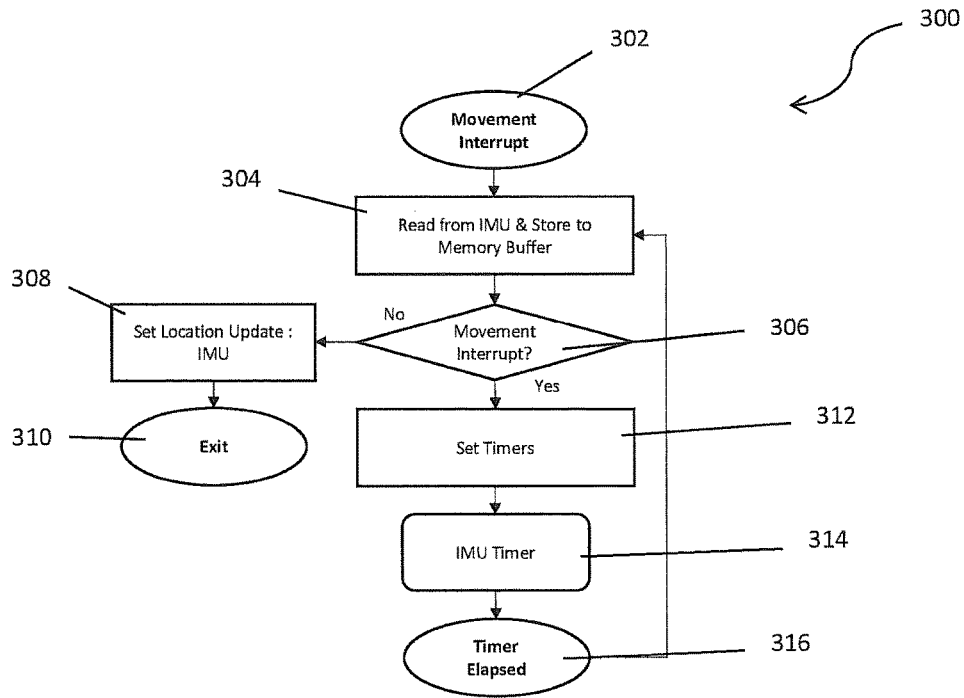 300
302
Movement
Interrupt
304
Read from IMU & Store to
Memory Buffer
308
No
Set Location Update :
IMU
Movement
Interrupt?
306
Yes
310
Exit
312
Set Timers
IMU Timer
314
Timer
Elapsed
316